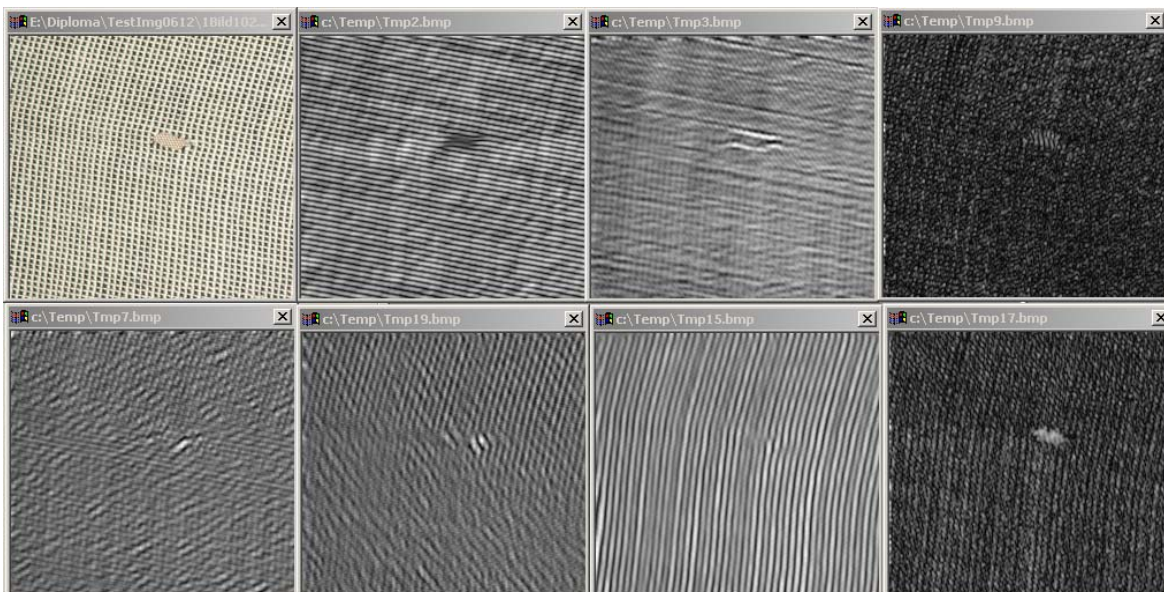 E:\Diploma\TestImg0612\1Bild102...
c:\Temp\Tmp2.bmp
c:\Temp\Tmp3.bmp
c:\Temp\Tmp9.bmp
c:\Temp\Tmp7.bmp
c:\Temp\Tmp19.bmp
c:\Temp\Tmp15.bmp
c:\Temp\Tmp17.bmp